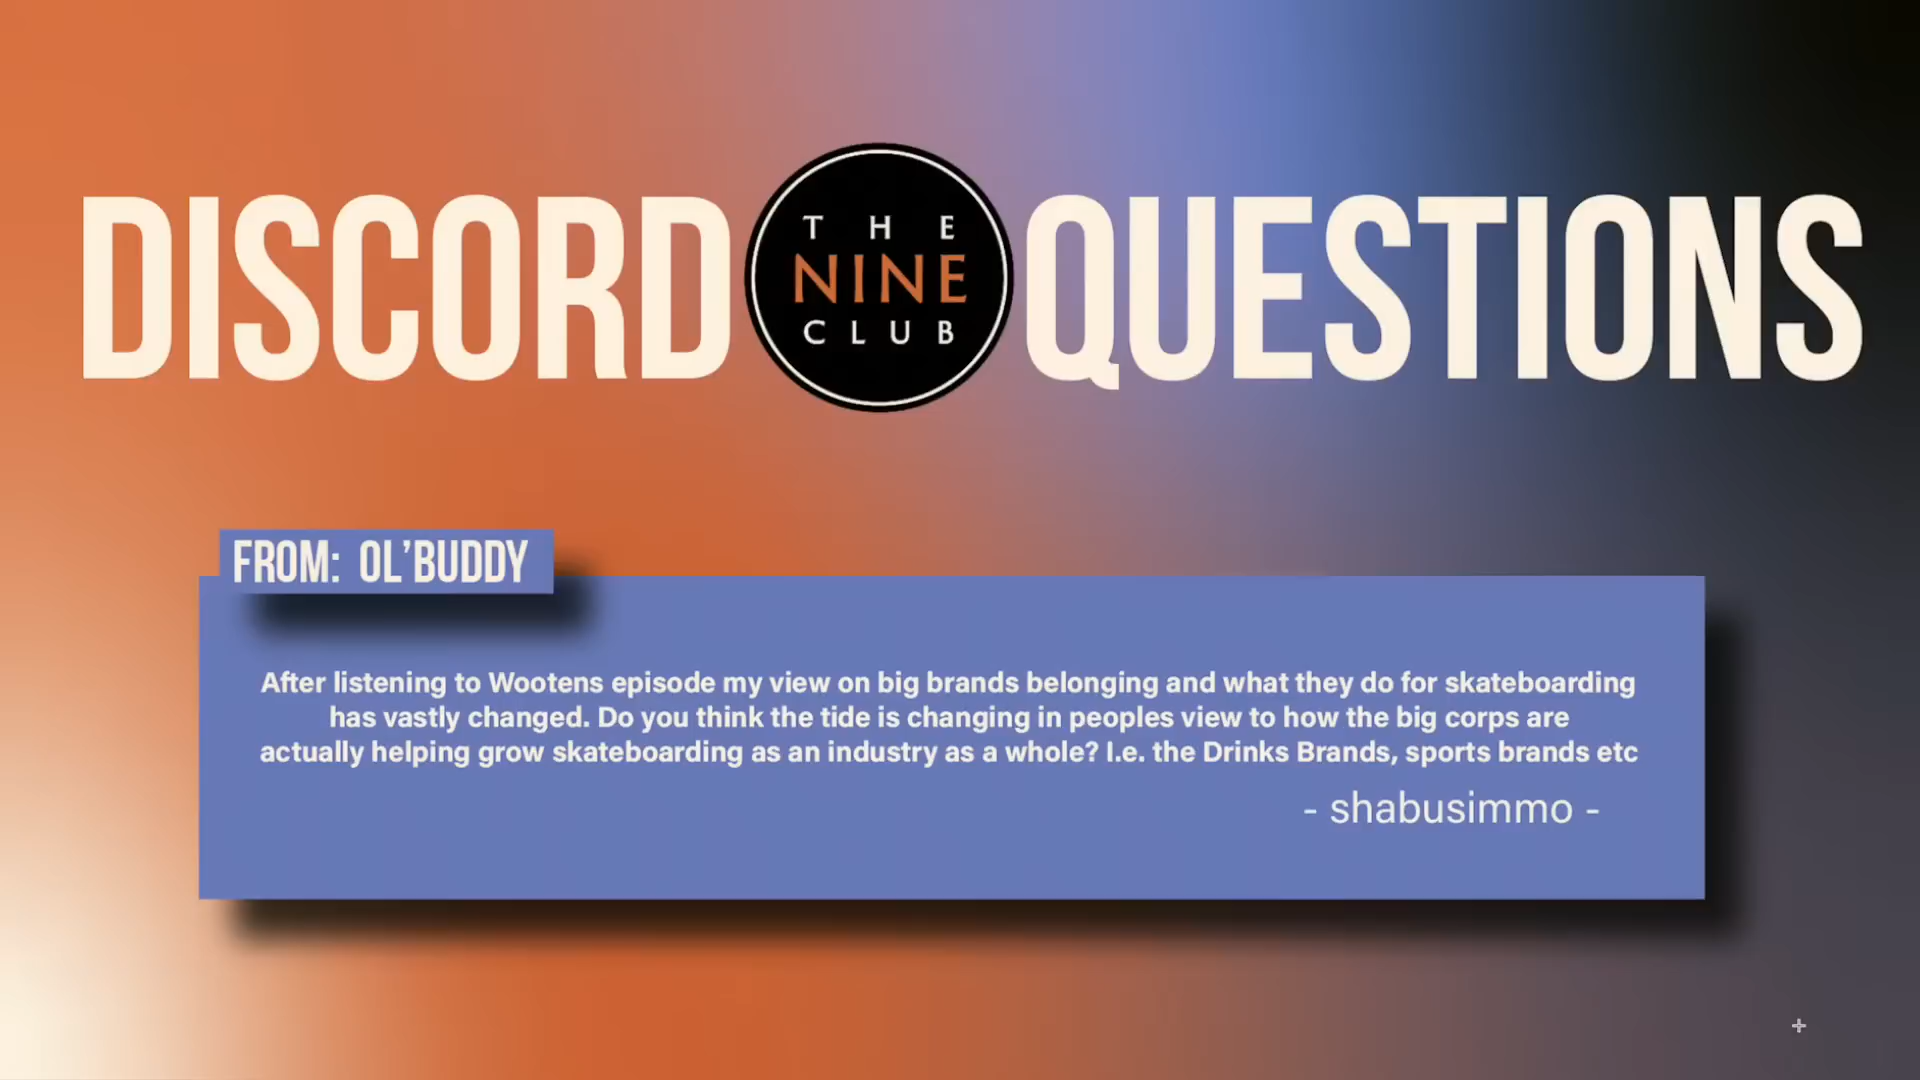 DISCORD THE NINE CLUB QUESTIONS
FROM: OL'BUDDY
After listening to Wootens episode my view on big brands belonging and what they do for skateboarding
has vastly changed. Do you think the tide is changing in peoples view to how the big corps are
actually helping grow skateboarding as an industry as a whole? I.e. the Drinks Brands, sports brands etc
- shabusimmo -